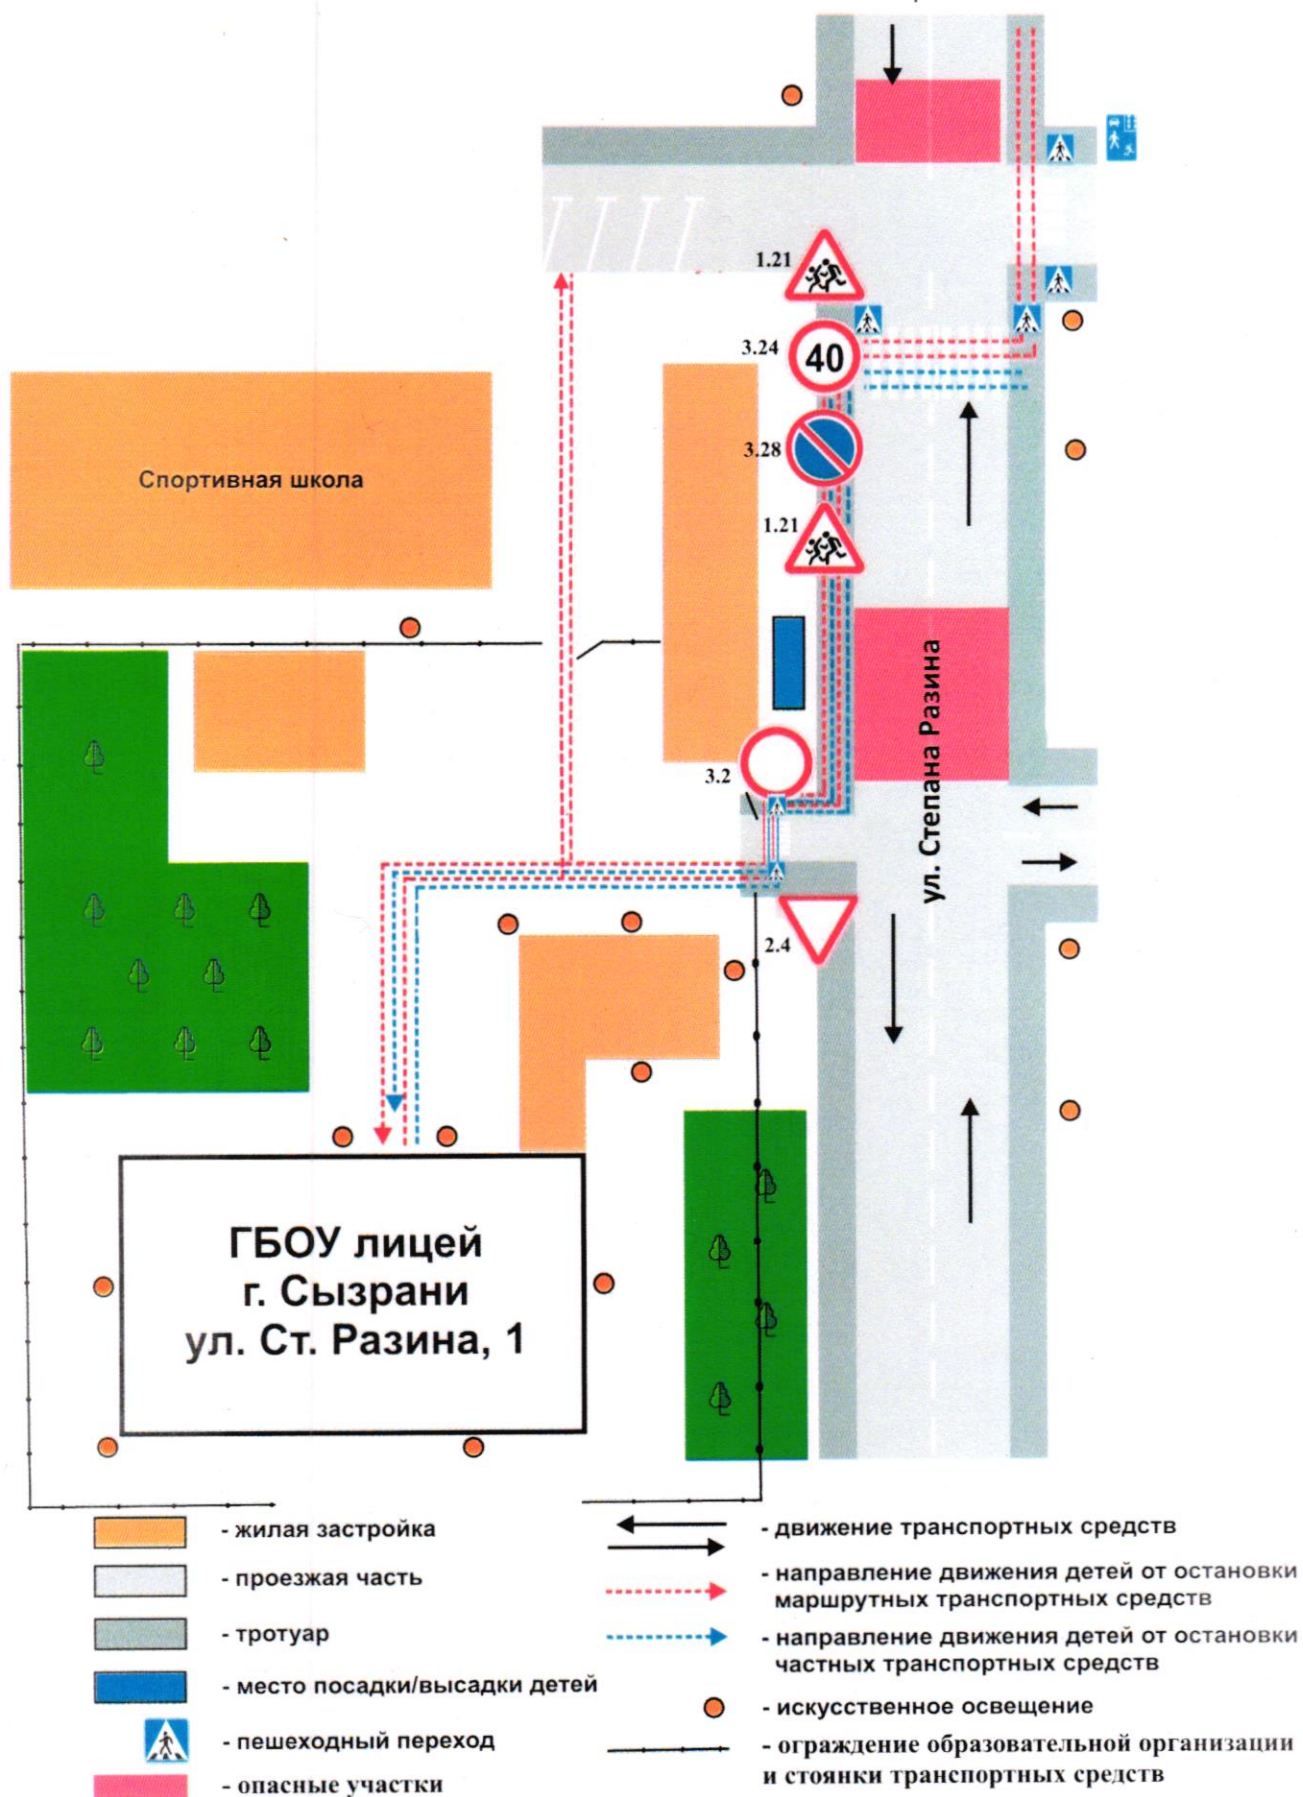 1.21
3.24
40
3.28
Спортивная школа
1.21
ул. Степана Разина
3.2
2.4
ГБОУ лицей
г. Сызрани
ул. Ст. Разина, 1
- жилая застройка
- проезжая часть
- тротуар
- место посадки/высадки детей
- пешеходный переход
- опасные участки
- движение транспортных средств
- направление движения детей от остановки
маршрутных транспортных средств
- направление движения детей от остановки
частных транспортных средств
- искусственное освещение
- ограждение образовательной организации
и стоянки транспортных средств